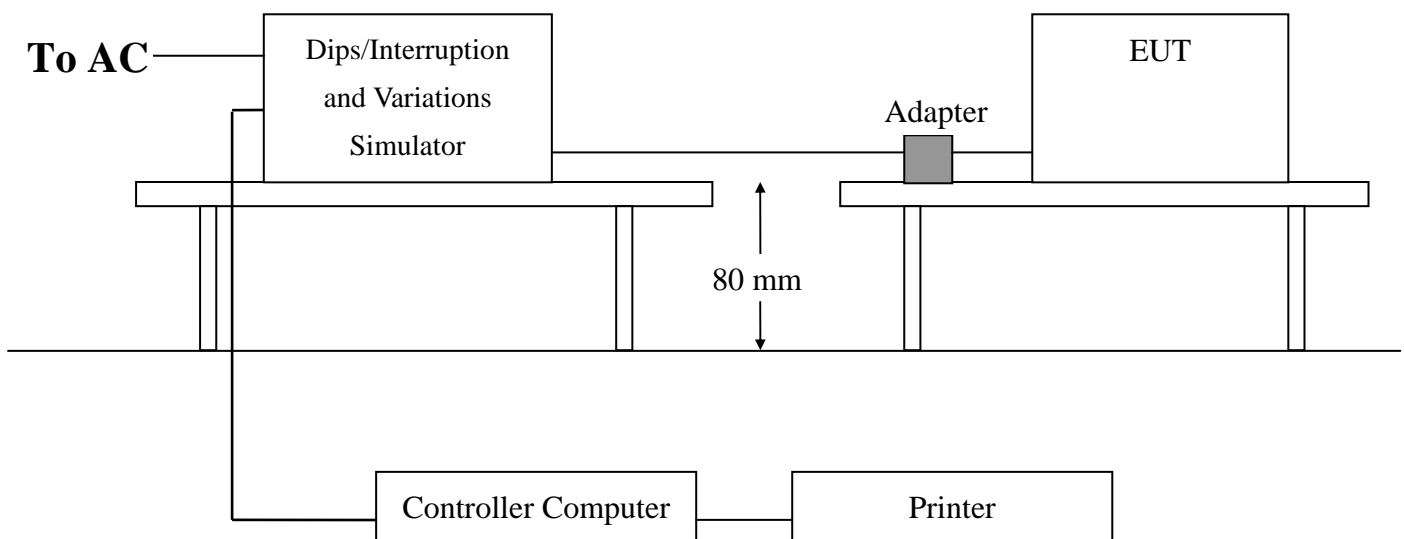 To AC
Dips/Interruption
and Variations
Simulator
EUT
Adapter
80 mm
Controller Computer
Printer